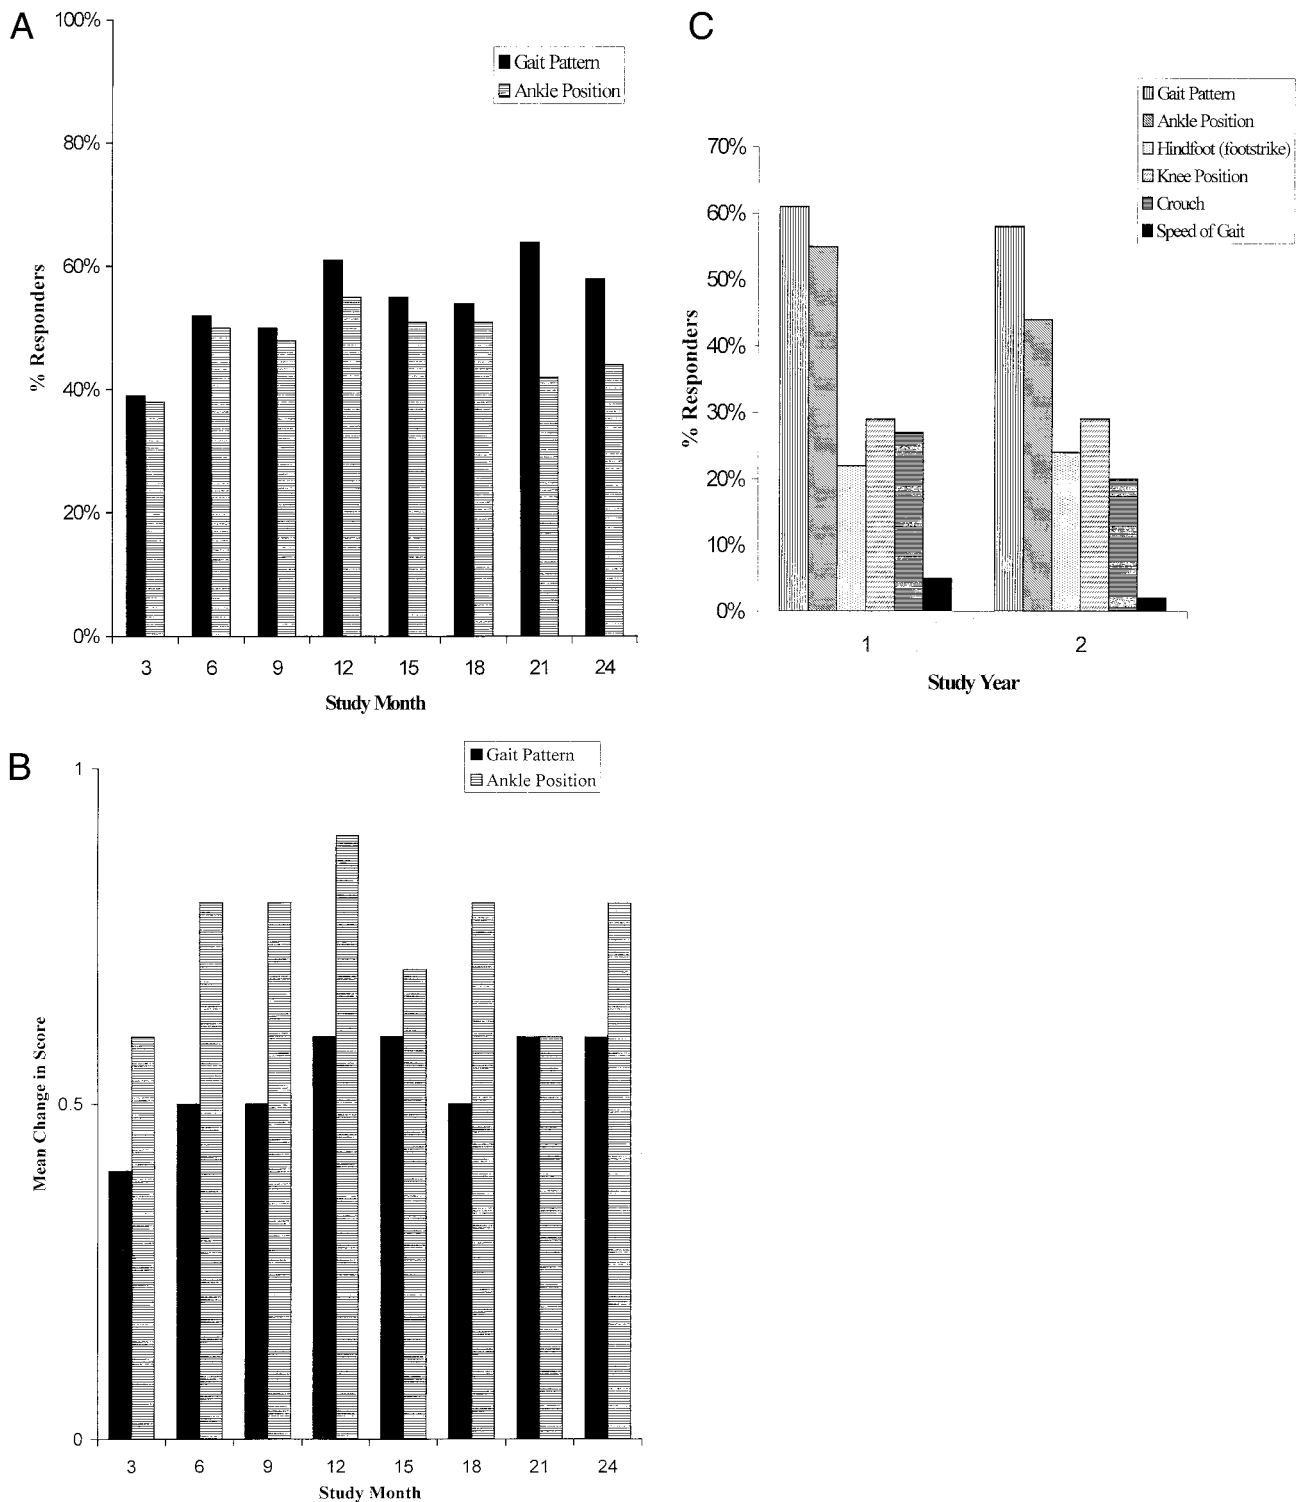 A
100%
80%
60%
40%
20%
0%
% Responders
Gait Pattern
Ankle Position
3 6 9 12 15 18 21 24
Study Month
C
Gait Pattern
Ankle Position
Hindfoot (footstrike)
Knee Position
Crouch
Speed of Gait
70%
60%
50%
40%
30%
20%
10%
0%
% Responders
1 2
Study Year
B
Gait Pattern
Ankle Position
1
0.5
0
Mean Change in Score
3 6 9 12 15 18 21 24
Study Month